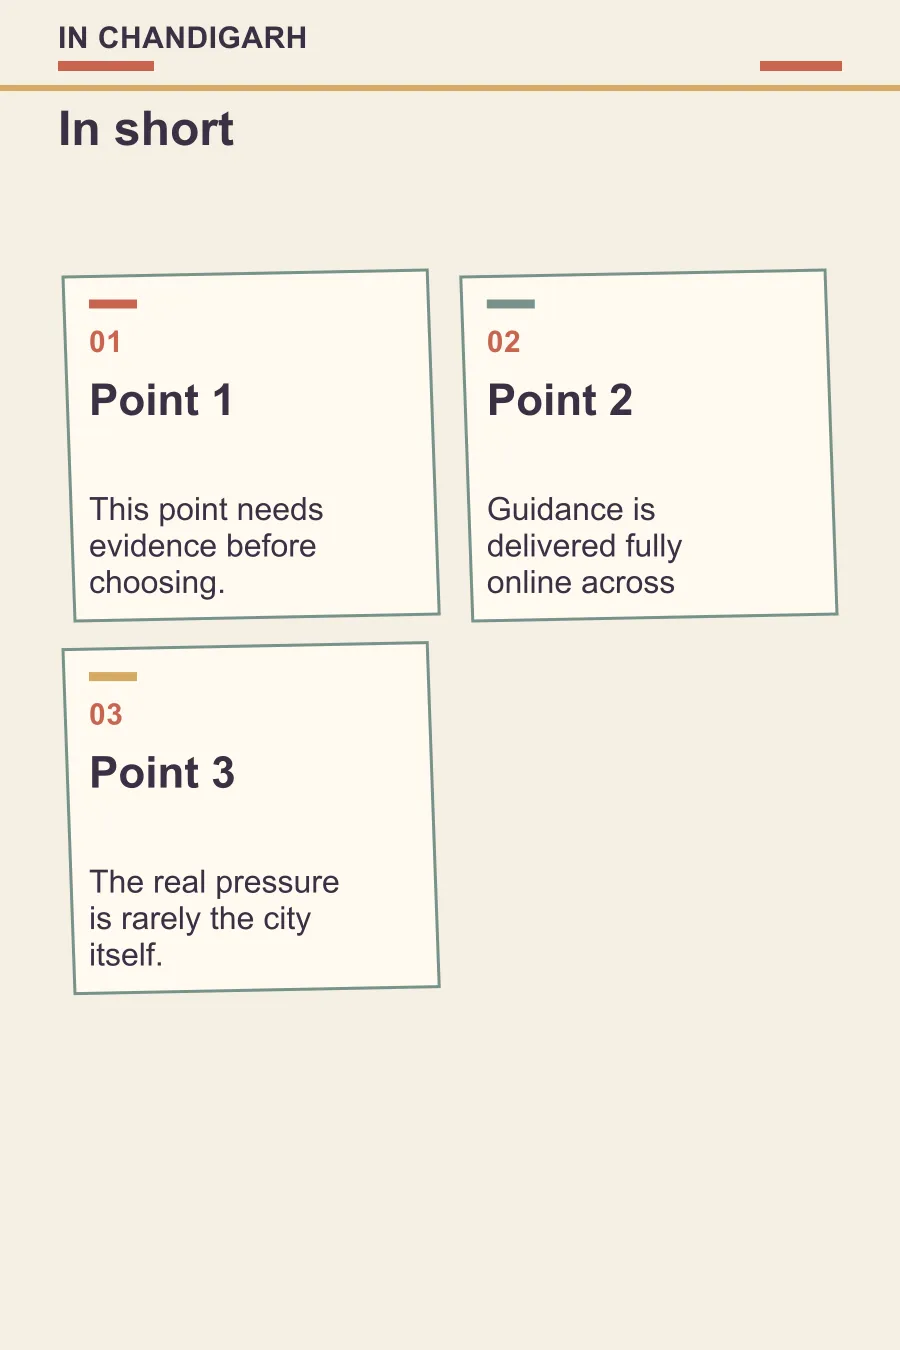 IN CHANDIGARH
In short
01
Point 1
This point needs
evidence before
choosing.
02
Point 2
Guidance is
delivered fully
online across
03
Point 3
The real pressure
is rarely the city
itself.